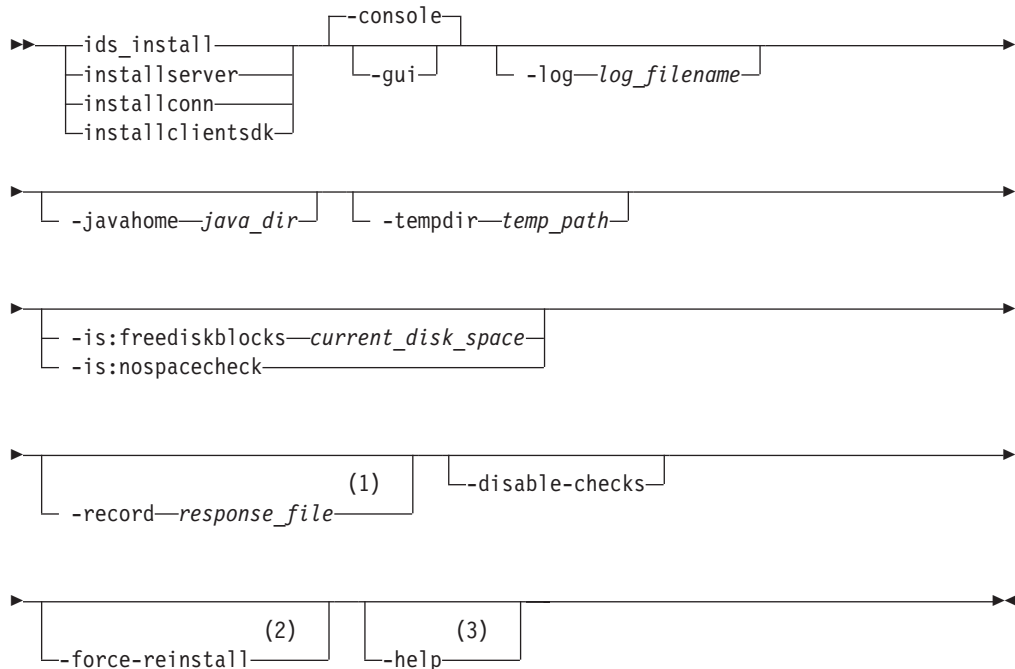 -console
ids_install
installserver -gui -log log_filename
installconn
installclientsdk
-javahome java_dir -tempdir temp_path
-is:freediskblocks current_disk_space
-is:nospacecheck
(1) -disable-checks
-record response_file
(2) (3)
-force-reinstall -help